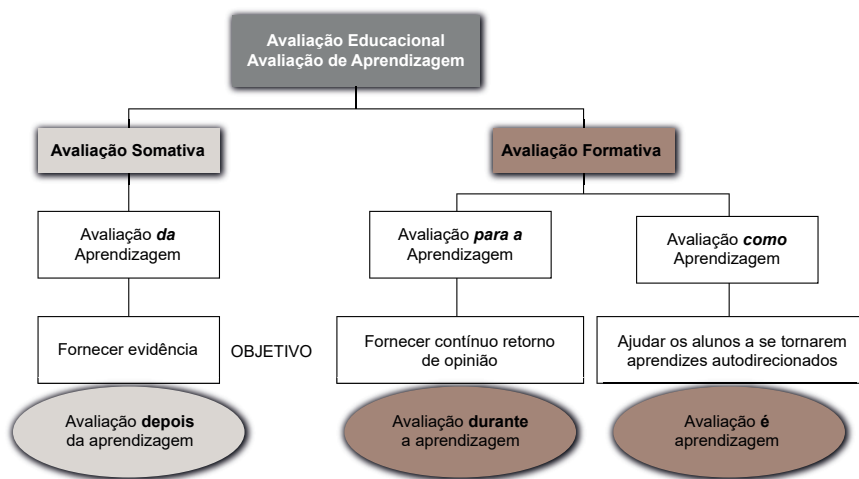 Avaliação Educacional
Avaliação de Aprendizagem
Avaliação Somativa
Avaliação Formativa
Avaliação da
Aprendizagem
Avaliação para a
Aprendizagem
Avaliação como
Aprendizagem
Fornecer evidência
OBJETIVO
Fornecer contínuo retorno
de opinião
Ajudar os alunos a se tornarem
aprendizes autodirecionados
Avaliação depois
da aprendizagem
Avaliação durante
a aprendizagem
Avaliação é
aprendizagem